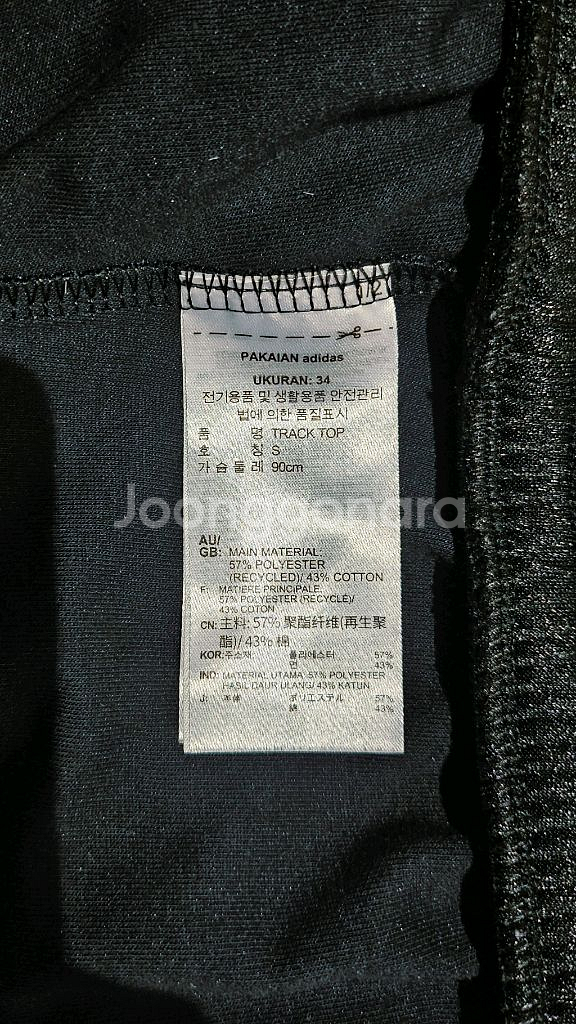 1/2
PAKAIAN adidas
UKURAN: 34
전기용품 및 생활용품 안전관리
법에 의한 품질표시
품 명 TRACK TOP
호 칭 S
가 슴 둘 레 90cm
Joongonara
AU/
GB: MAIN MATERIAL:
57% POLYESTER
(RECYCLED)/ 43% COTTON
F: MATIÈRE PRINCIPALE:
57% POLYESTER (RECYCLÉ)/
43% COTON
CN: 主料: 57% 聚酯纤维(再生聚
酯)/ 43% 棉
KOR: 주소재: 폴리에스터 57%
면 43%
IND: MATERIAL UTAMA: 57% POLYESTER
HASIL DAUR ULANG/ 43% KATUN
J: 本体 ポリエステル 57%
綿 43%